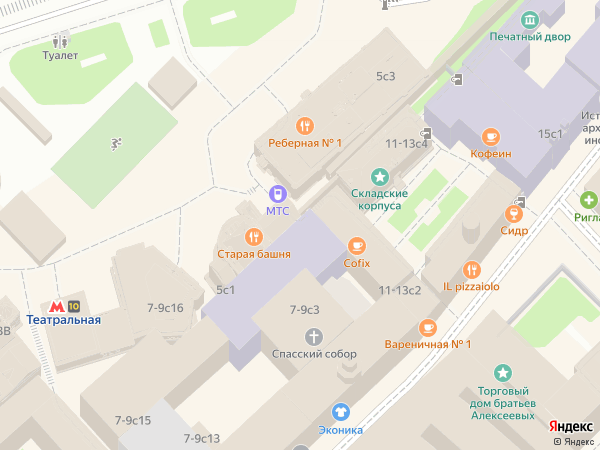 Печатный двор
Туалет
5с3
Реберная № 1
11-13с4
15с1
Ист
арх
инс
Кофеин
Складские
корпуса
МТС
Ригла
Сидр
Старая башня
Cofix
IL pizzaiolo
5с1
11-13с2
7-9с16
7-9с3
10
Театральная
3В
Вареничная № 1
Спасский собор
Торговый
дом братьев
Алексеевых
7-9с15
Эконика
7-9с13
© Яндекс
Яндекс